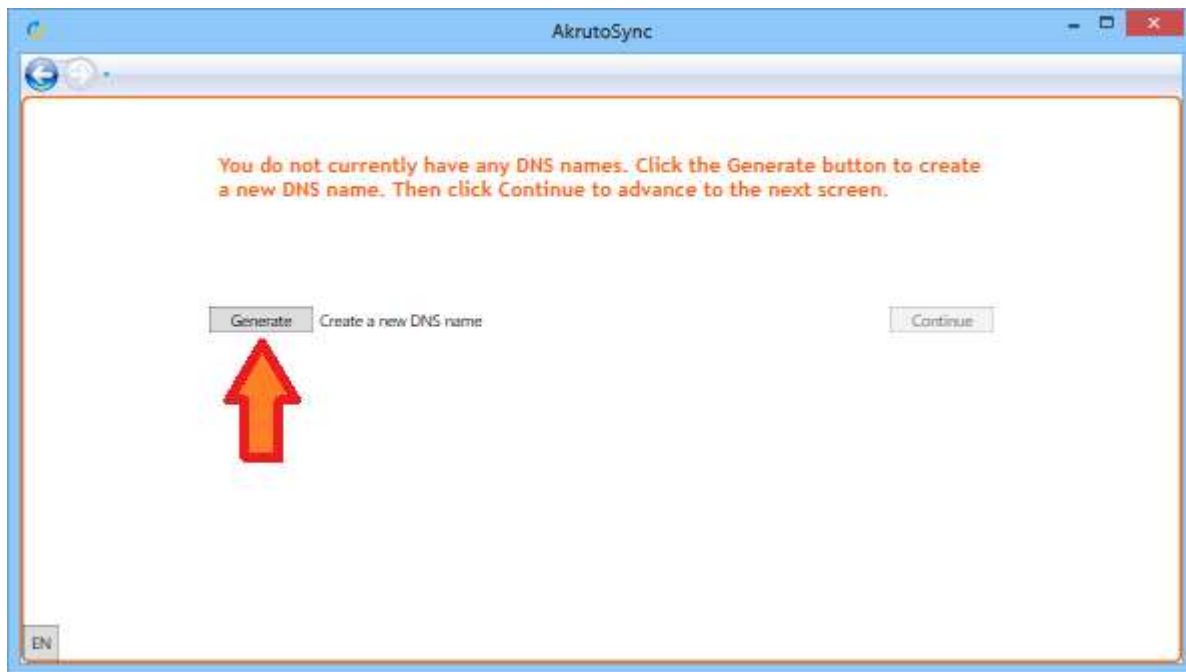 AkrutoSync
You do not currently have any DNS names. Click the Generate button to create
a new DNS name. Then click Continue to advance to the next screen.
Generate Create a new DNS name Continue
EN